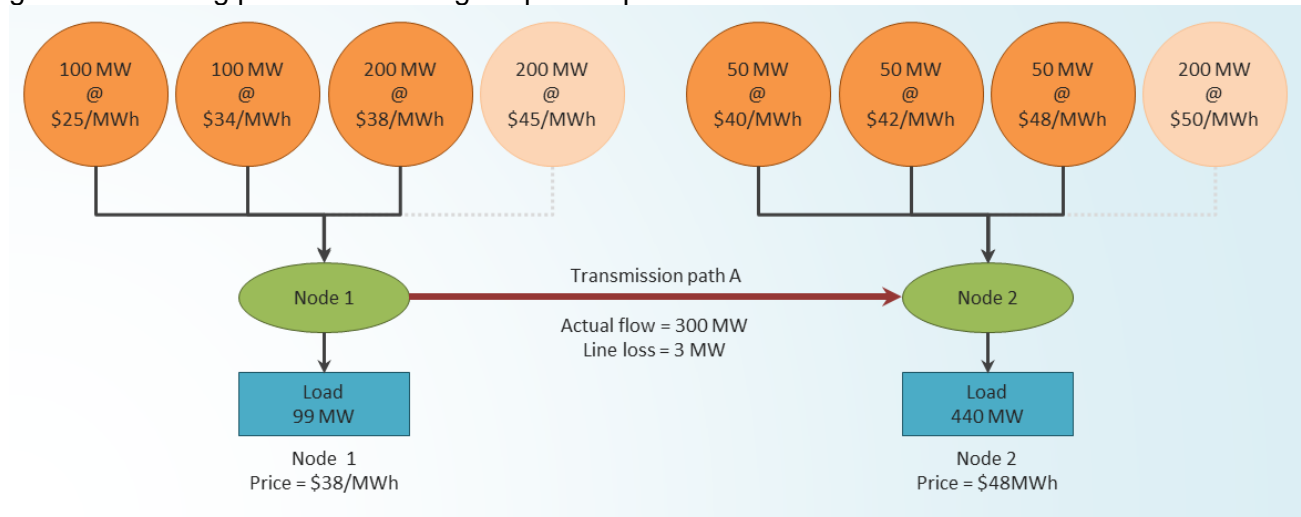 100 MW
@
$25/MWh
100 MW
@
$34/MWh
200 MW
@
$38/MWh
200 MW
@
$45/MWh
50 MW
@
$40/MWh
50 MW
@
$42/MWh
50 MW
@
$48/MWh
200 MW
@
$50/MWh
Node 1
Transmission path A
Actual flow = 300 MW
Line loss = 3 MW
Node 2
Load
99 MW
Load
440 MW
Node 1
Price = $38/MWh
Node 2
Price = $48MWh